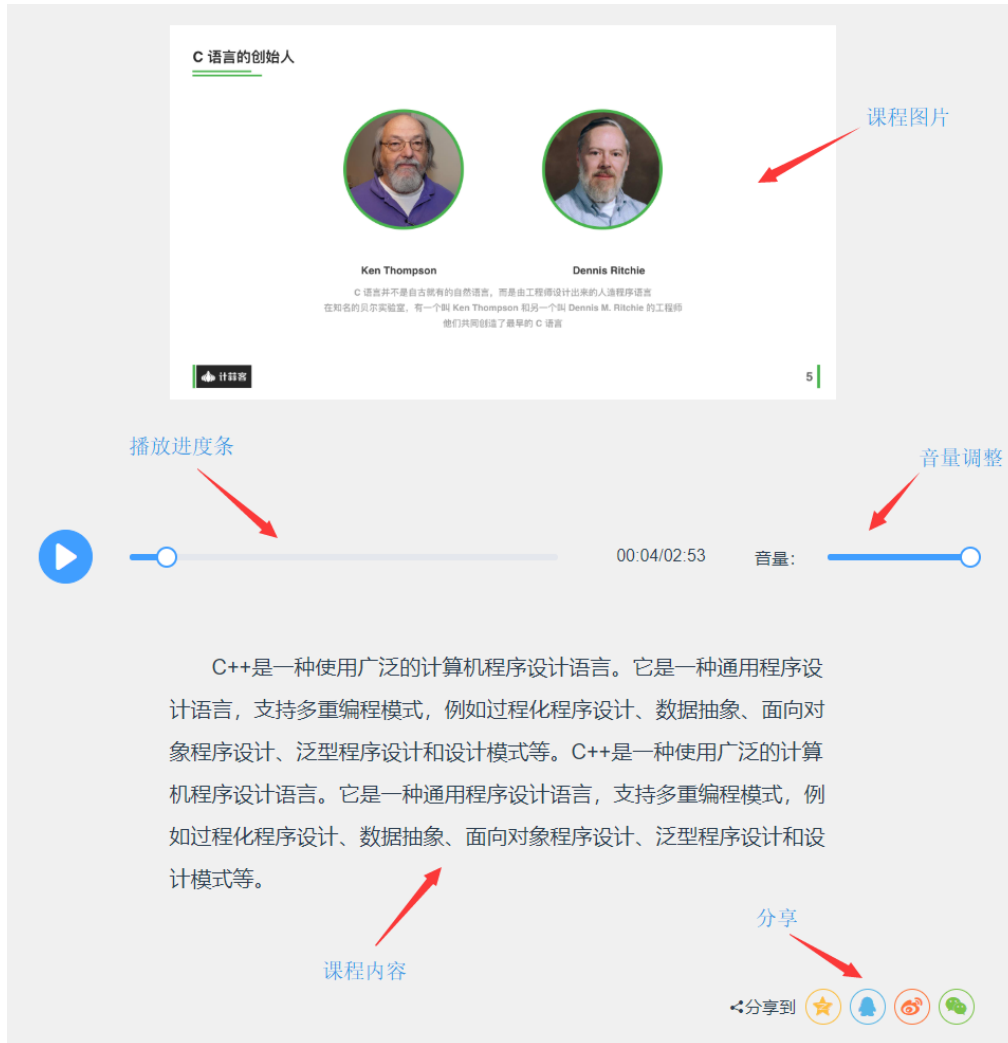 C 语言的创始人
课程图片
Ken Thompson
Dennis Ritchie
C 语言并不是自古就有的自然语言，而是由工程师设计出来的人造程序语言
在知名的贝尔实验室，有一个叫 Ken Thompson 和另一个叫 Dennis M. Ritchie 的工程师
他们共同创造了最早的 C 语言
计蒜客
5
播放进度条
音量调整
00:04/02:53
音量：
C++是一种使用广泛的计算机程序设计语言。它是一种通用程序设
计语言，支持多重编程模式，例如过程化程序设计、数据抽象、面向对
象程序设计、泛型程序设计和设计模式等。C++是一种使用广泛的计算
机程序设计语言。它是一种通用程序设计语言，支持多重编程模式，例
如过程化程序设计、数据抽象、面向对象程序设计、泛型程序设计和设
计模式等。
分享
课程内容
分享到